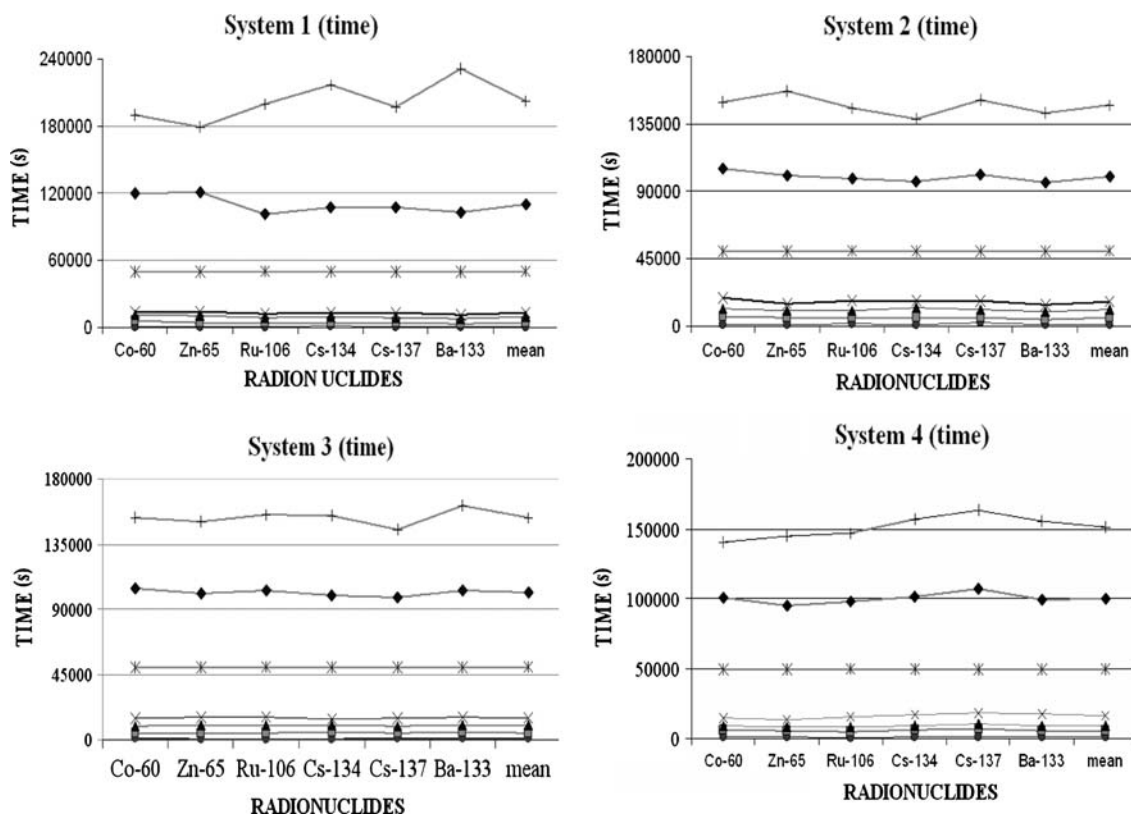 System 1 (time)
240000
180000
120000
60000
0
TIME (s)
Co-60 Zn-65 Ru-106 Cs-134 Cs-137 Ba-133 mean
RADION UCLIDES
System 2 (time)
180000
135000
90000
45000
0
TIME (s)
Co-60 Zn-65 Ru-106 Cs-134 Cs-137 Ba-133 mean
RADIONUCLIDES
System 3 (time)
180000
135000
90000
45000
0
TIME (s)
Co-60 Zn-65 Ru-106 Cs-134 Cs-137 Ba-133 mean
RADIONUCLIDES
System 4 (time)
200000
150000
100000
50000
0
TIME (s)
Co-60 Zn-65 Ru-106 Cs-134 Cs-137 Ba-133 mean
RADIONUCLIDES